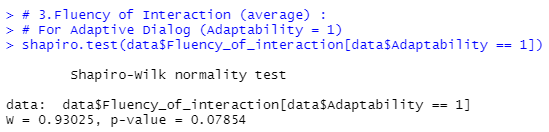 > # 3.Fluency of Interaction (average) :
> # For Adaptive Dialog (Adaptability = 1)
> shapiro.test(data$Fluency_of_interaction[data$Adaptability == 1])
Shapiro-Wilk normality test
data:  data$Fluency_of_interaction[data$Adaptability == 1]
W = 0.93025, p-value = 0.07854